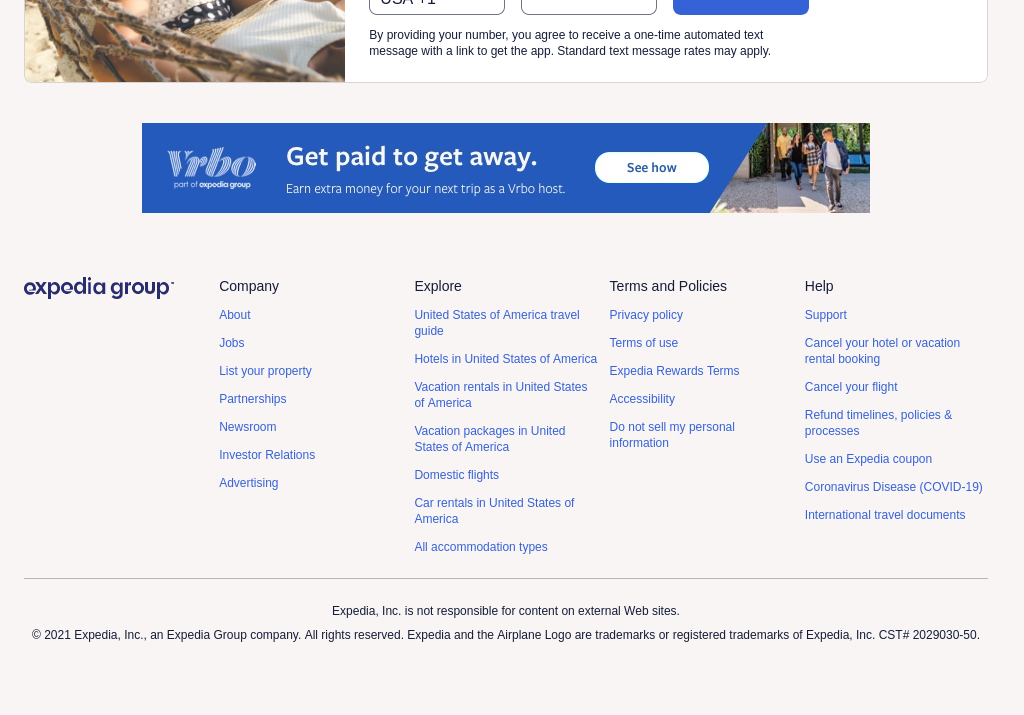 USA +1
By providing your number, you agree to receive a one-time automated text
message with a link to get the app. Standard text message rates may apply.
Vrbo
part of expedia group
Get paid to get away.
Earn extra money for your next trip as a Vrbo host.
See how
expedia group
Company
About
Jobs
List your property
Partnerships
Newsroom
Investor Relations
Advertising
Explore
United States of America travel
guide
Hotels in United States of America
Vacation rentals in United States
of America
Vacation packages in United
States of America
Domestic flights
Car rentals in United States of
America
All accommodation types
Terms and Policies
Privacy policy
Terms of use
Expedia Rewards Terms
Accessibility
Do not sell my personal
information
Help
Support
Cancel your hotel or vacation
rental booking
Cancel your flight
Refund timelines, policies &
processes
Use an Expedia coupon
Coronavirus Disease (COVID-19)
International travel documents
Expedia, Inc. is not responsible for content on external Web sites.
© 2021 Expedia, Inc., an Expedia Group company. All rights reserved. Expedia and the Airplane Logo are trademarks or registered trademarks of Expedia, Inc. CST# 2029030-50.